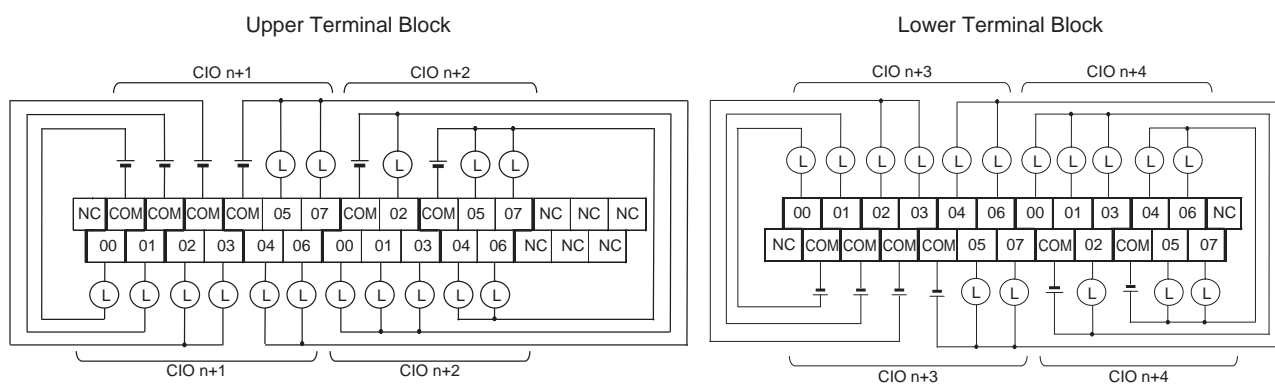 Upper Terminal Block
Lower Terminal Block
CIO n+1 CIO n+2
CIO n+3 CIO n+4
L L L L L
L L L L L L L L L L L
NC COM COM COM COM 05 07 COM 02 COM 05 07 NC NC NC
00 01 02 03 04 06 00 01 03 04 06 NC NC NC
00 01 02 03 04 06 00 01 03 04 06 NC
NC COM COM COM COM 05 07 COM 02 COM 05 07
L L L L L L L L L L L
L L L L L
CIO n+1 CIO n+2
CIO n+3 CIO n+4